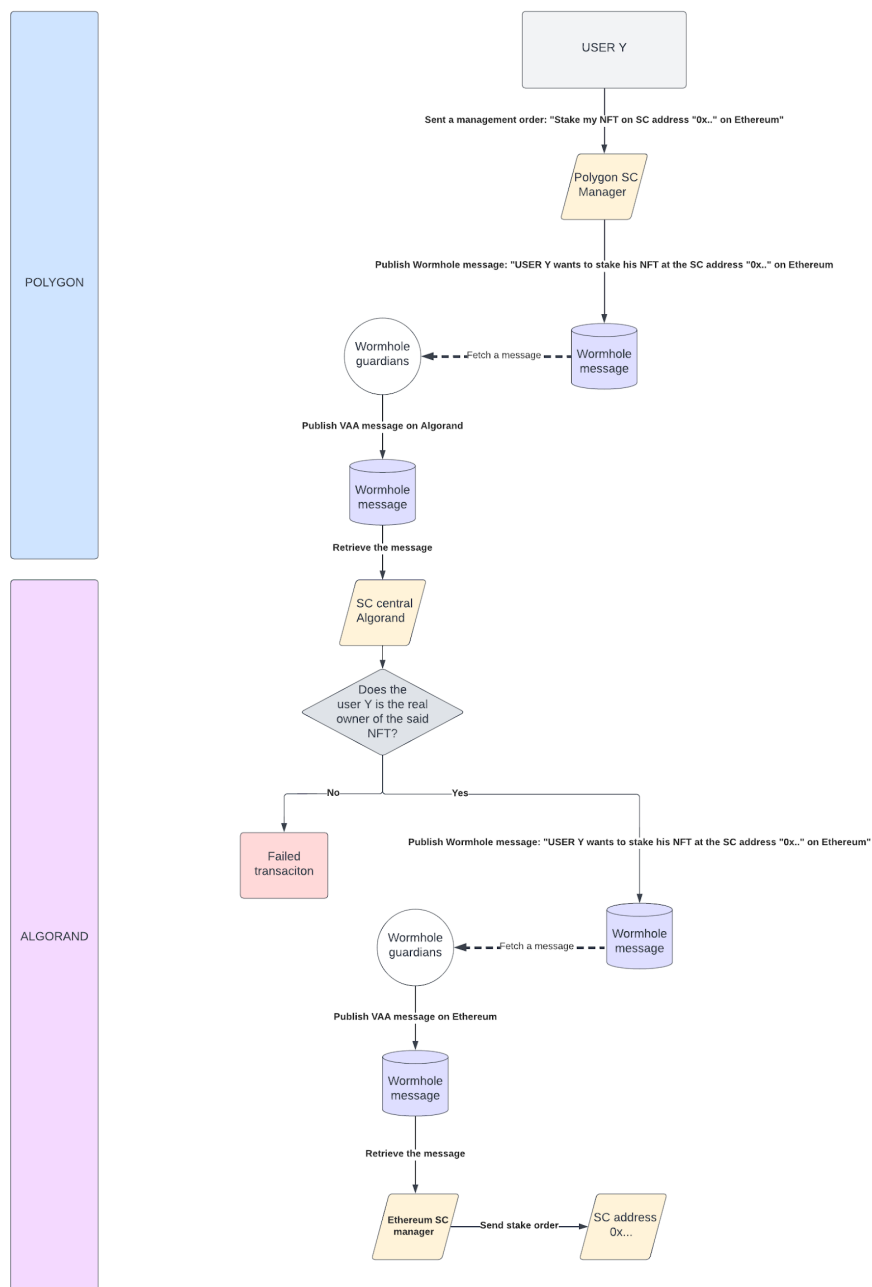 USER Y
Sent a management order: "Stake my NFT on SC address "0x.." on Ethereum"
Polygon SC
Manager
POLYGON
Publish Wormhole message: "USER Y wants to stake his NFT at the SC address "0x.." on Ethereum
Wormhole
guardians
Fetch a message
Wormhole
message
Publish VAA message on Algorand
Wormhole
message
Retrieve the message
SC central
Algorand
Does the
user Y is the real
owner of the said
NFT?
No
Yes
Failed
transaciton
Publish Wormhole message: "USER Y wants to stake his NFT at the SC address "0x.." on Ethereum"
ALGORAND
Wormhole
guardians
Fetch a message
Wormhole
message
Publish VAA message on Ethereum
Wormhole
message
Retrieve the message
Ethereum SC
manager
Send stake order
SC address
0x...